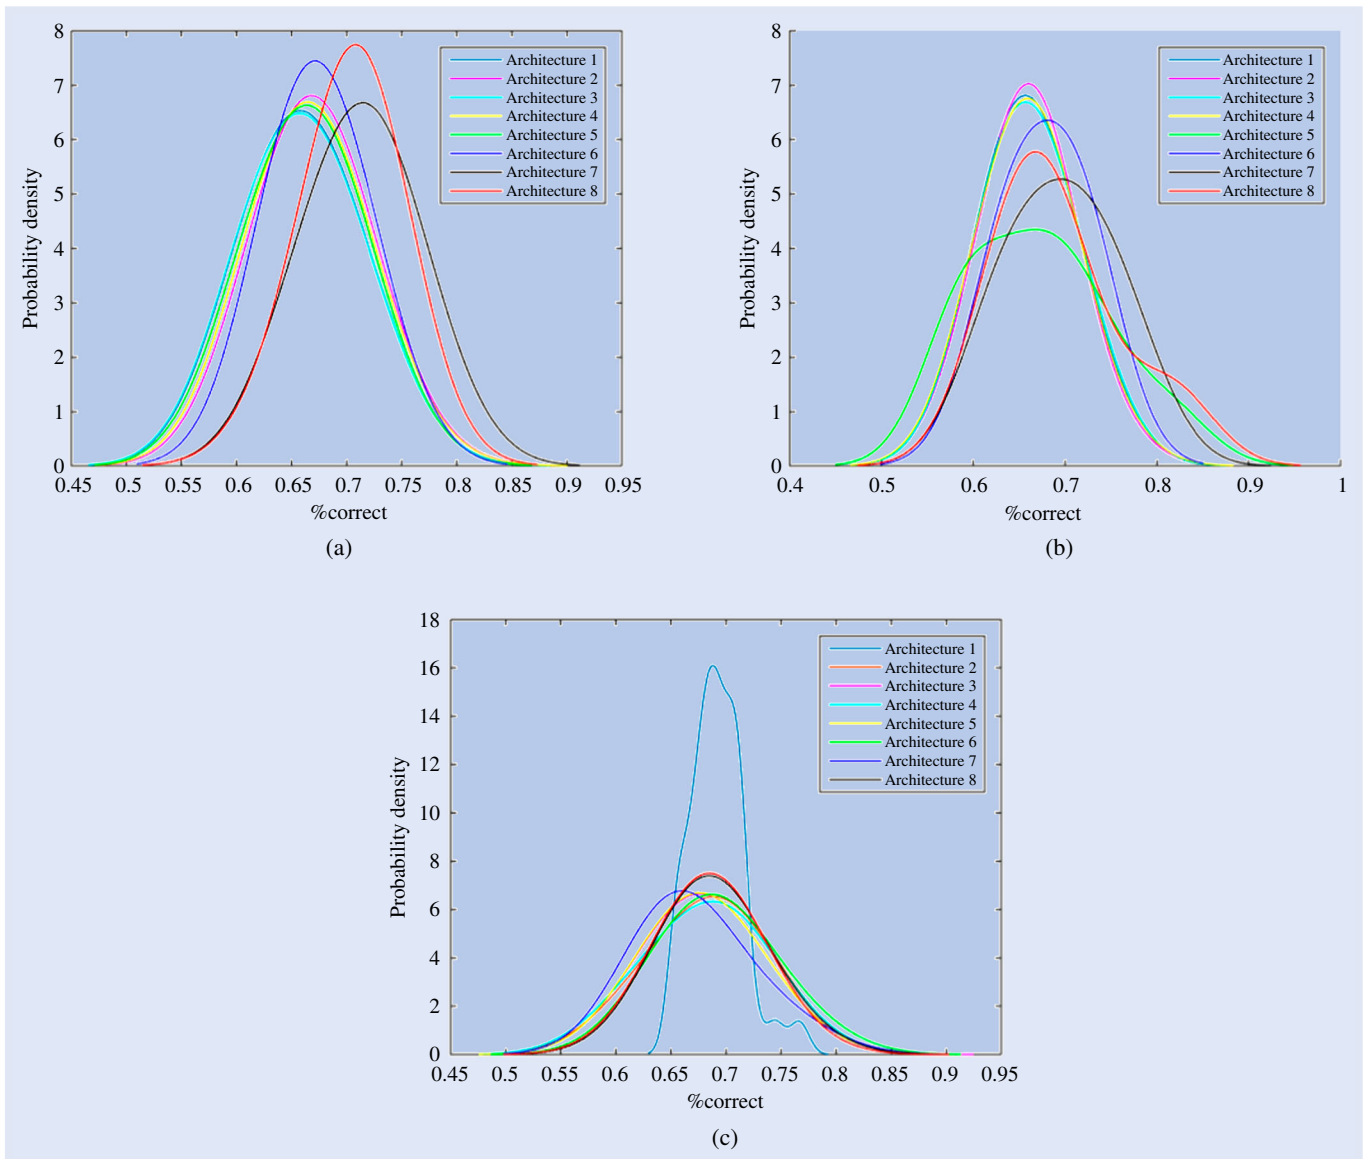 8
7
6
5
4
3
2
1
0
Probability density
0.45 0.5 0.55 0.6 0.65 0.7 0.75 0.8 0.85 0.9 0.95
%correct
Architecture 1
Architecture 2
Architecture 3
Architecture 4
Architecture 5
Architecture 6
Architecture 7
Architecture 8
(a)
8
7
6
5
4
3
2
1
0
Probability density
0.4 0.5 0.6 0.7 0.8 0.9 1
%correct
Architecture 1
Architecture 2
Architecture 3
Architecture 4
Architecture 5
Architecture 6
Architecture 7
Architecture 8
(b)
18
16
14
12
10
8
6
4
2
0
Probability density
0.45 0.5 0.55 0.6 0.65 0.7 0.75 0.8 0.85 0.9 0.95
%correct
Architecture 1
Architecture 2
Architecture 3
Architecture 4
Architecture 5
Architecture 6
Architecture 7
Architecture 8
(c)